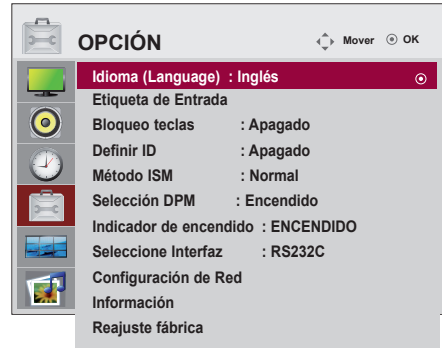 OPCIÓN
Mover OK
Idioma (Language) : Inglés
Etiqueta de Entrada
Bloqueo teclas : Apagado
Definir ID : Apagado
Método ISM : Normal
Selección DPM : Encendido
Indicador de encendido : ENCENDIDO
Seleccione Interfaz : RS232C
Configuración de Red
Información
Reajuste fábrica